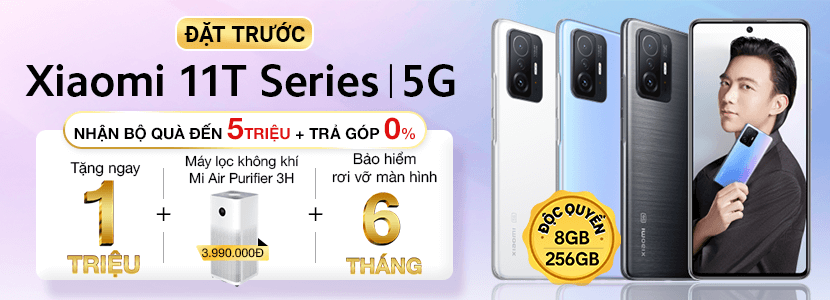 ĐẶT TRƯỚC
Xiaomi 11T Series | 5G
NHẬN BỘ QUÀ ĐẾN 5TRIỆU + TRẢ GÓP 0%
Tặng ngay
1
TRIỆU
+
Máy lọc không khí
Mi Air Purifier 3H
3.990.000Đ
+
Bảo hiểm
rơi vỡ màn hình
6
THÁNG
ĐỘC QUYỀN
8GB
256GB
xiaomi
xiaomi